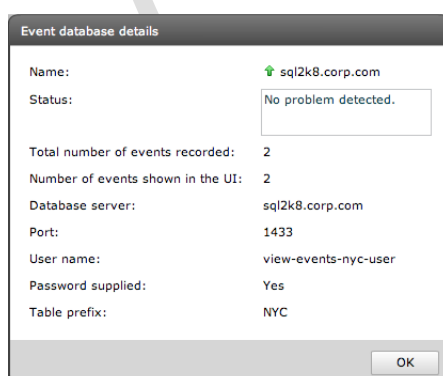 Event database details
Name: sql2k8.corp.com
Status: No problem detected.
Total number of events recorded: 2
Number of events shown in the UI: 2
Database server: sql2k8.corp.com
Port: 1433
User name: view-events-nyc-user
Password supplied: Yes
Table prefix: NYC
OK